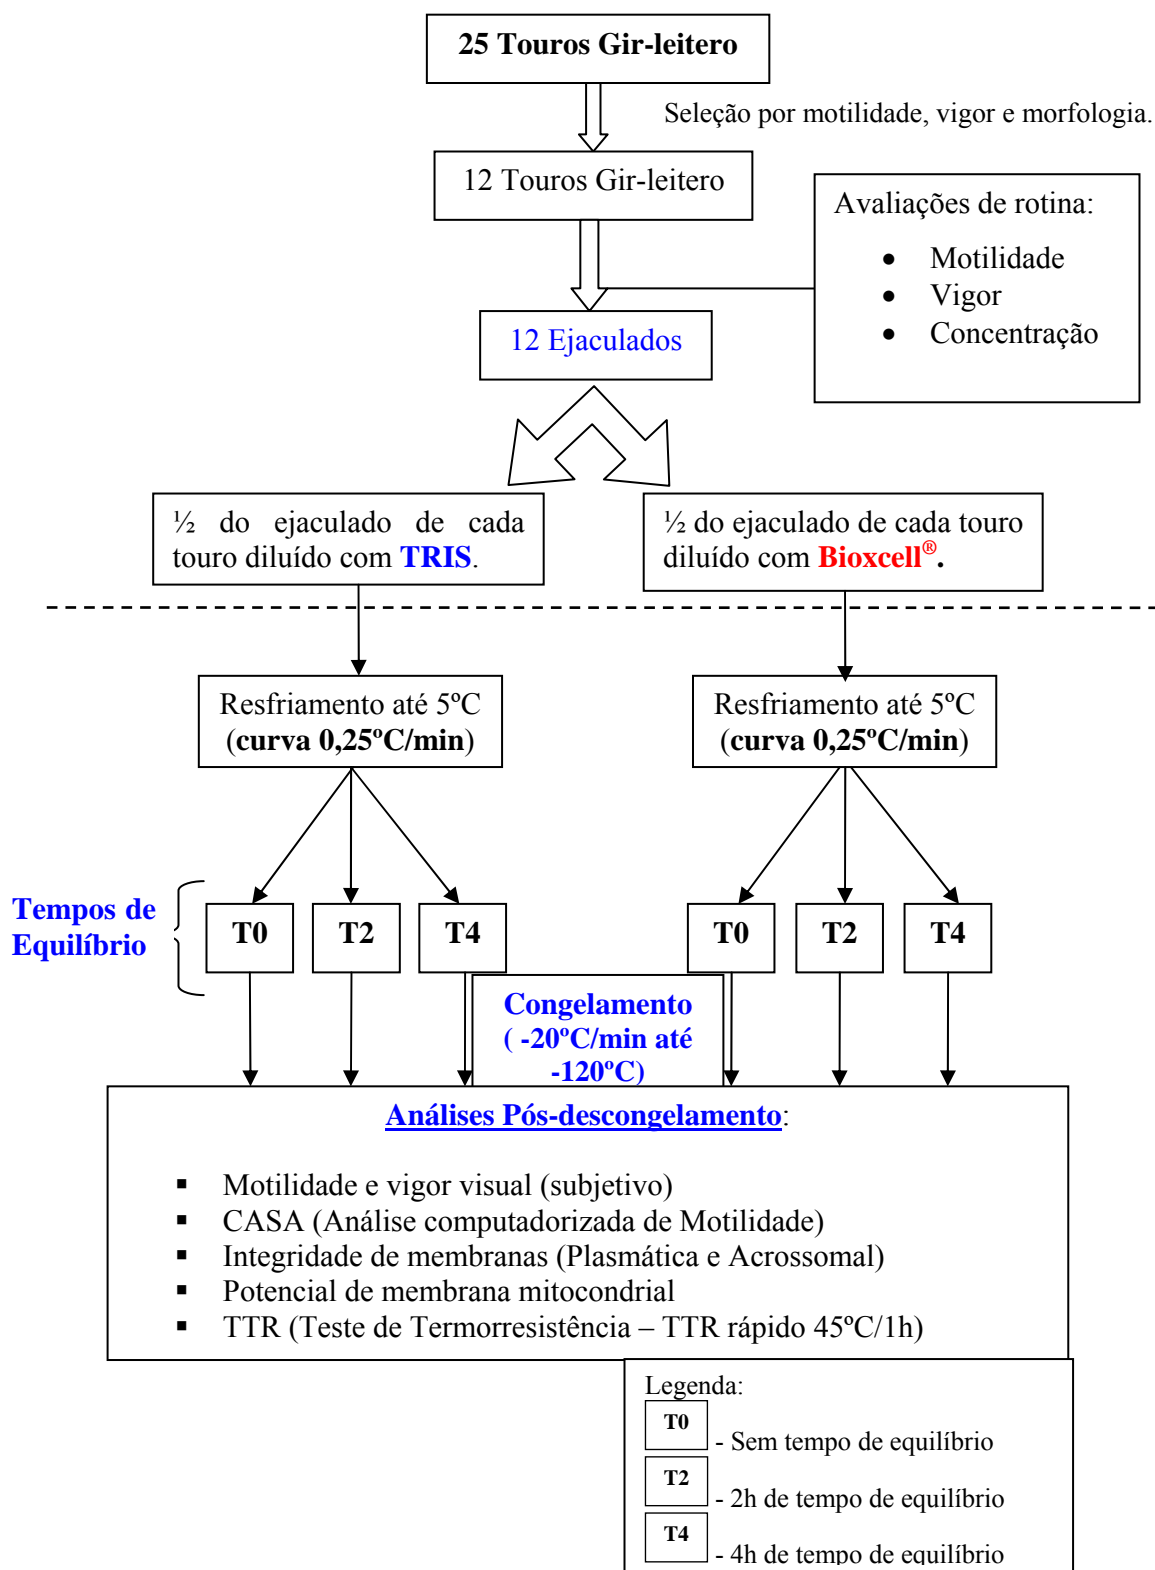 25 Touros Gir-leitero
Seleção por motilidade, vigor e morfologia.
12 Touros Gir-leitero
Avaliações de rotina:
• Motilidade
• Vigor
• Concentração
12 Ejaculados
½ do ejaculado de cada
touro diluído com TRIS.
½ do ejaculado de cada touro
diluído com Bioxcell®.
Resfriamento até 5ºC
(curva 0,25ºC/min)
Resfriamento até 5ºC
(curva 0,25ºC/min)
Tempos de
Equilíbrio
T0
T2
T4
T0
T2
T4
Congelamento
( -20ºC/min até
-120ºC)
Análises Pós-descongelamento:
▪ Motilidade e vigor visual (subjetivo)
▪ CASA (Análise computadorizada de Motilidade)
▪ Integridade de membranas (Plasmática e Acrossomal)
▪ Potencial de membrana mitocondrial
▪ TTR (Teste de Termorresistência – TTR rápido 45ºC/1h)
Legenda:
T0 - Sem tempo de equilíbrio
T2 - 2h de tempo de equilíbrio
T4 - 4h de tempo de equilíbrio